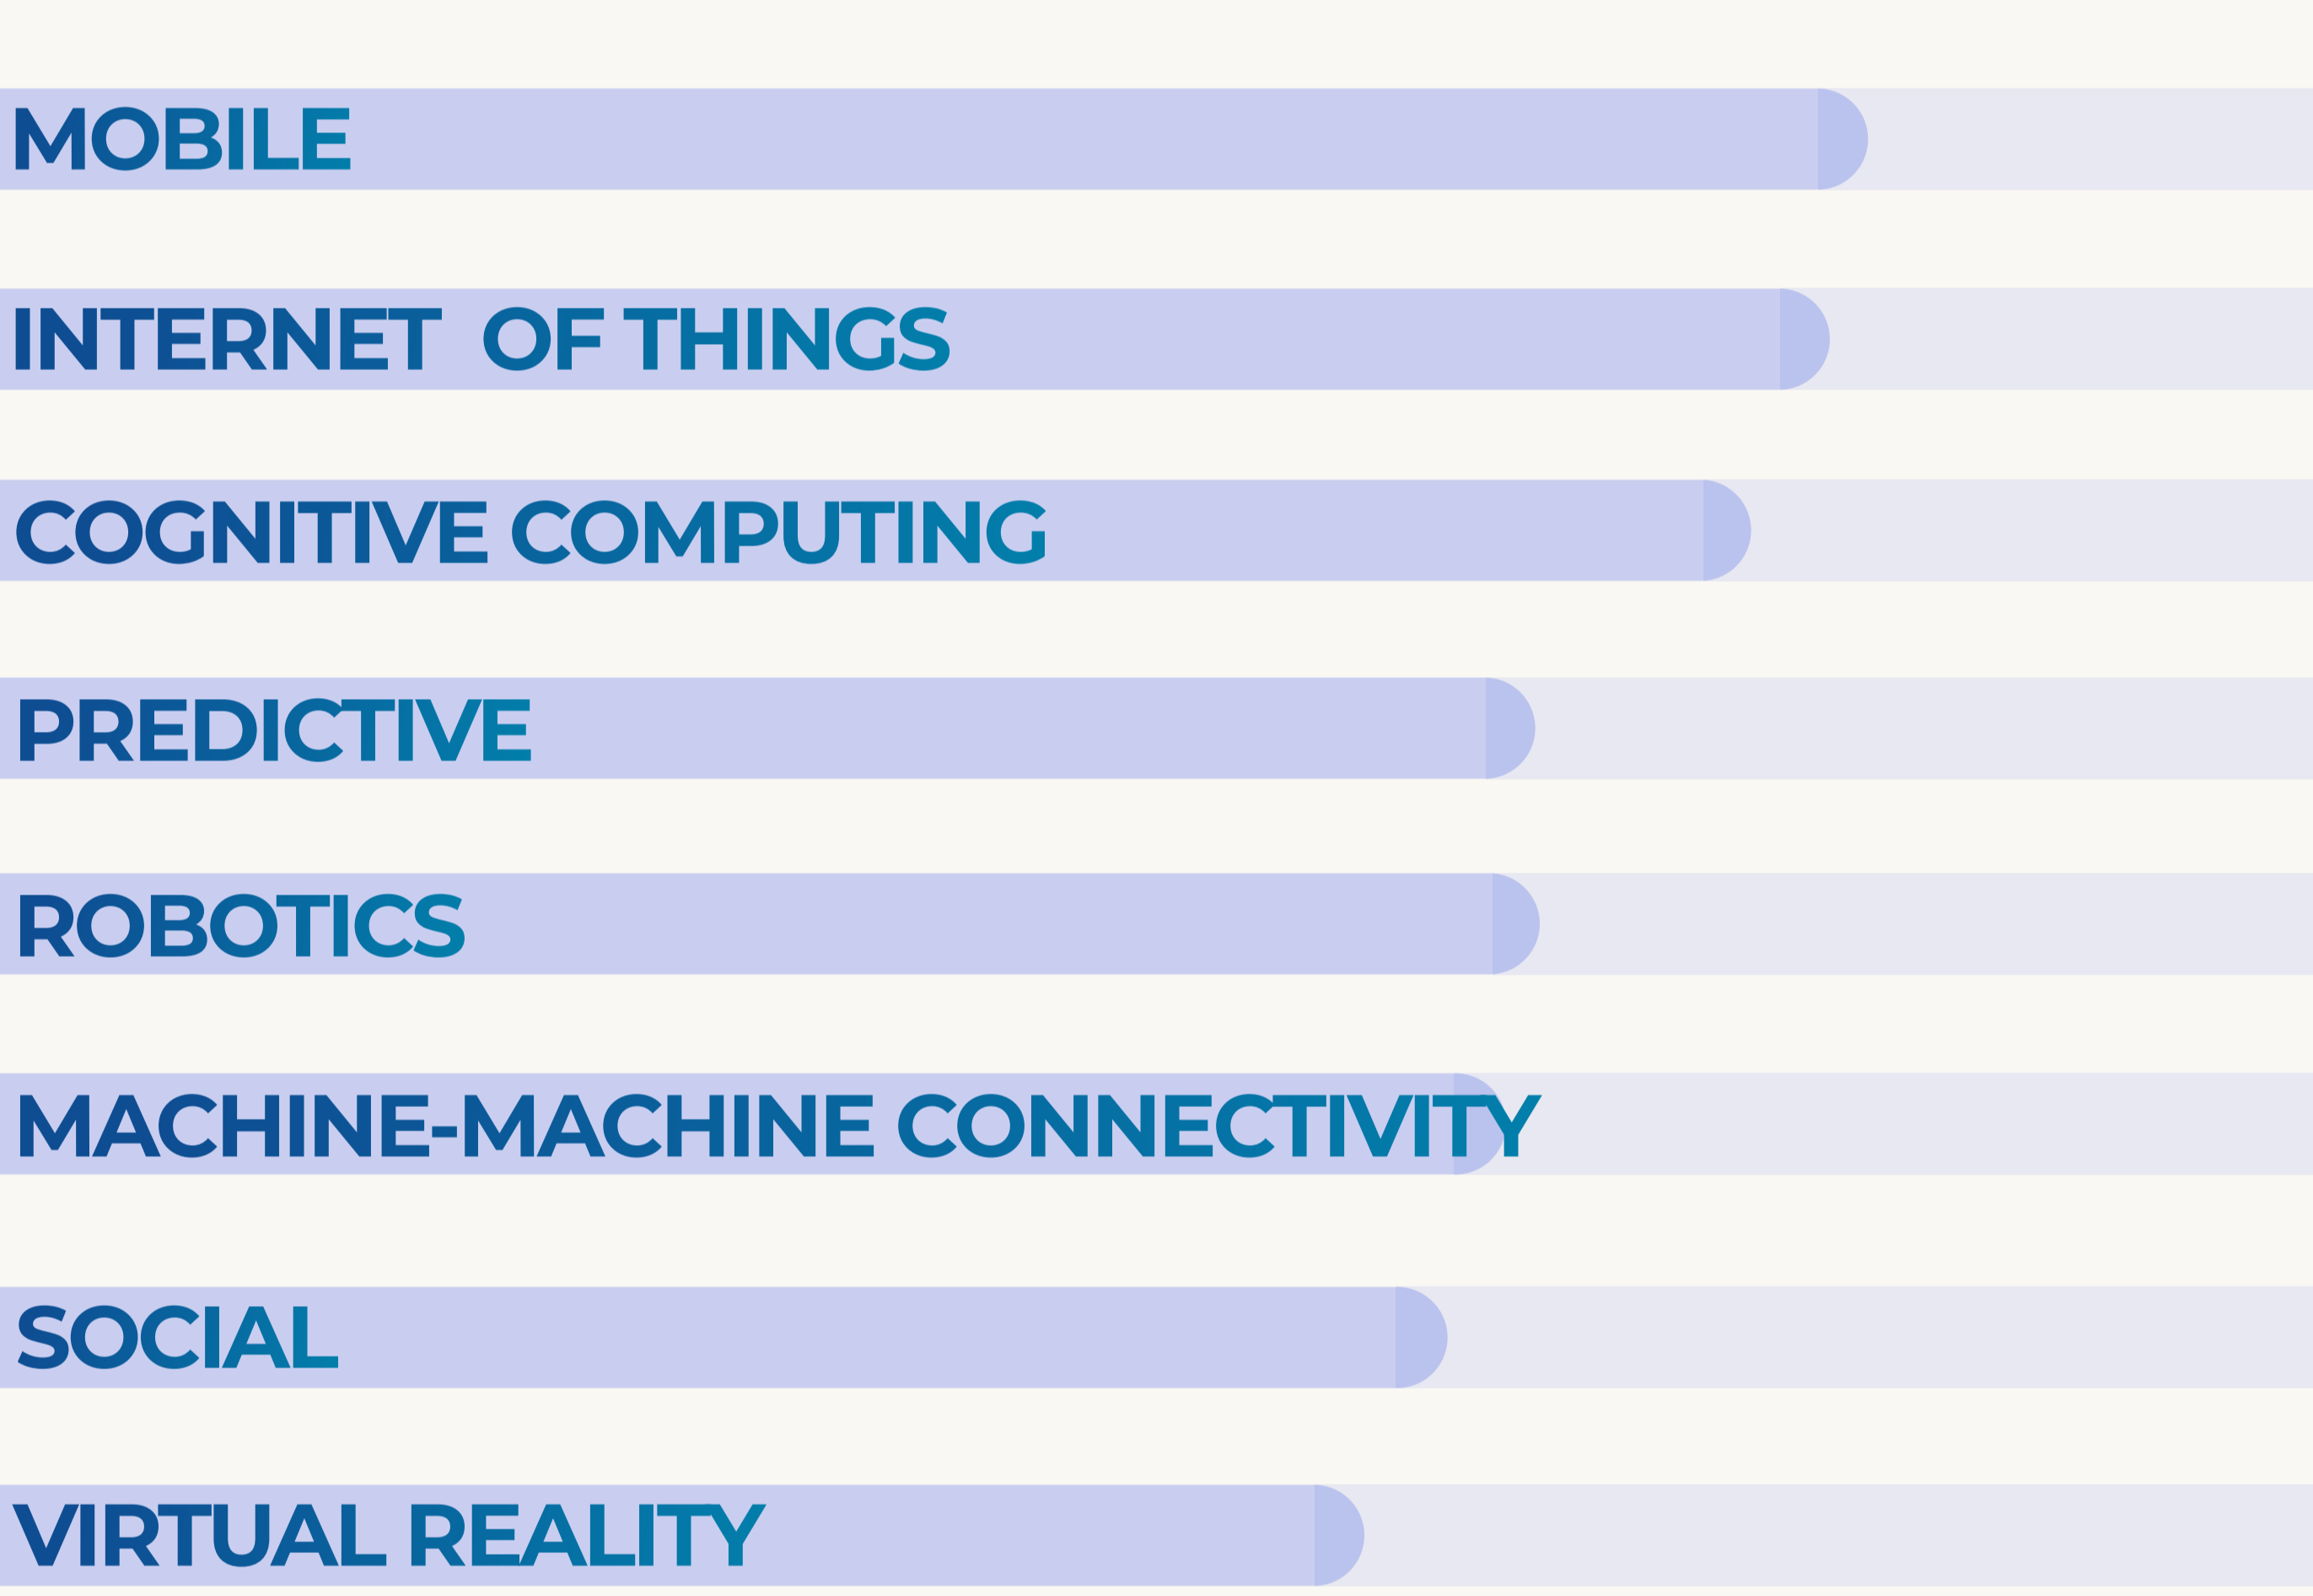 MOBILE
INTERNET OF THINGS
COGNITIVE COMPUTING
PREDICTIVE
ROBOTICS
MACHINE-MACHINE CONNECTIVITY
SOCIAL
VIRTUAL REALITY